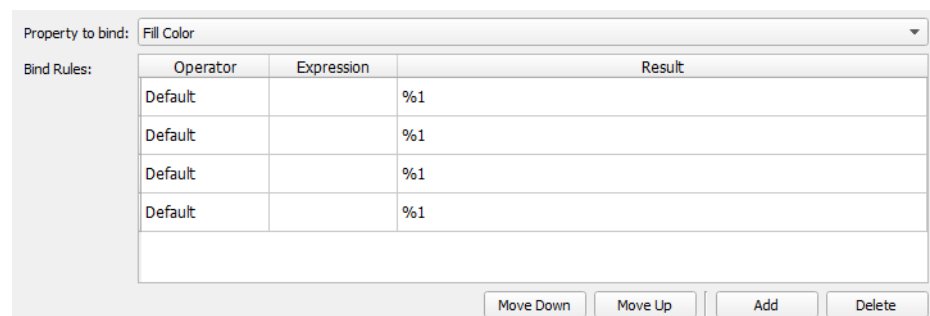 Property to bind: Fill Color
Bind Rules: Operator Expression Result
Default %1
Default %1
Default %1
Default %1
Move Down Move Up Add Delete